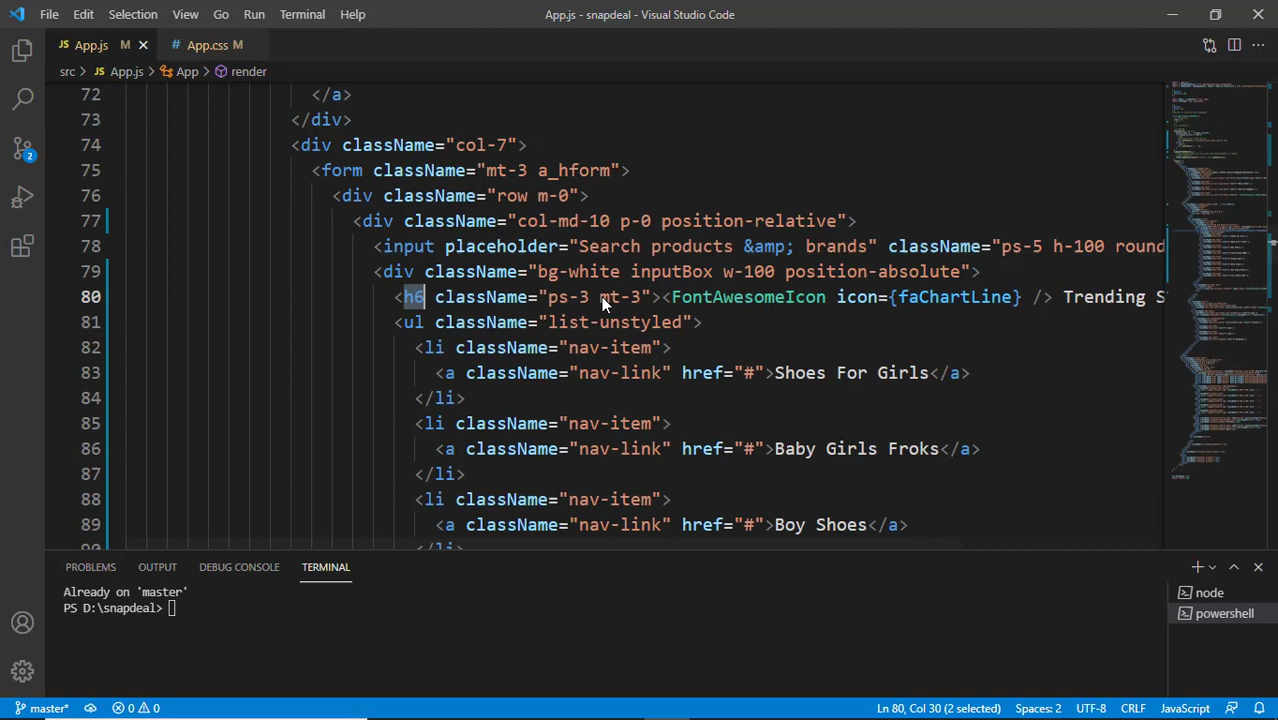 File Edit Selection View Go Run Terminal Help App.js - snapdeal - Visual Studio Code
JS App.js M # App.css M
src > JS App.js > App > render
72 </a>
73 </div>
74 <div className="col-7">
75 <form className="mt-3 a_hform">
76 <div className="row m-0">
77 <div className="col-md-10 p-0 position-relative">
78 <input placeholder="Search products &amp; brands" className="ps-5 h-100 round
79 <div className="bg-white inputBox w-100 position-absolute">
80 <h6 className="ps-3 mt-3"><FontAwesomeIcon icon={faChartLine} /> Trending S
81 <ul className="list-unstyled">
82 <li className="nav-item">
83 <a className="nav-link" href="#">Shoes For Girls</a>
84 </li>
85 <li className="nav-item">
86 <a className="nav-link" href="#">Baby Girls Froks</a>
87 </li>
88 <li className="nav-item">
89 <a className="nav-link" href="#">Boy Shoes</a>
90 </li>
PROBLEMS OUTPUT DEBUG CONSOLE TERMINAL
Already on 'master'
PS D:\snapdeal>
node
powershell
2
master* 0 0 Ln 80, Col 30 (2 selected) Spaces: 2 UTF-8 CRLF JavaScript